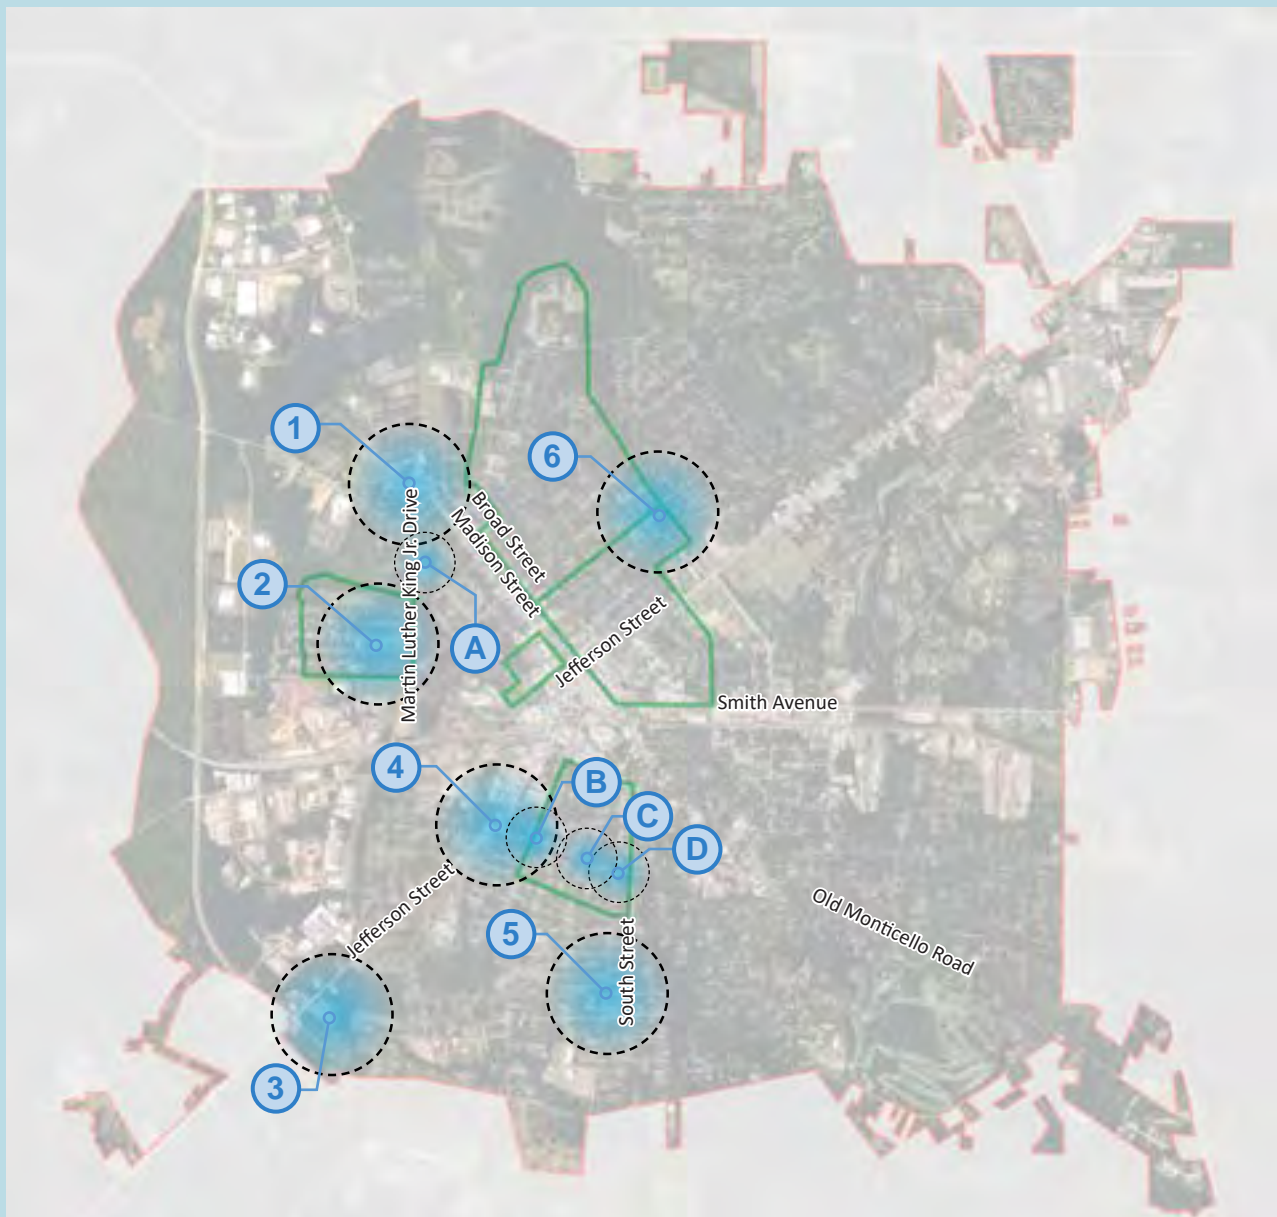 1
6
Broad Street
Madison Street
Martin Luther King Jr. Drive
2
A
Jefferson Street
Smith Avenue
4
B
C
D
Jefferson Street
Old Monticello Road
5
South Street
3